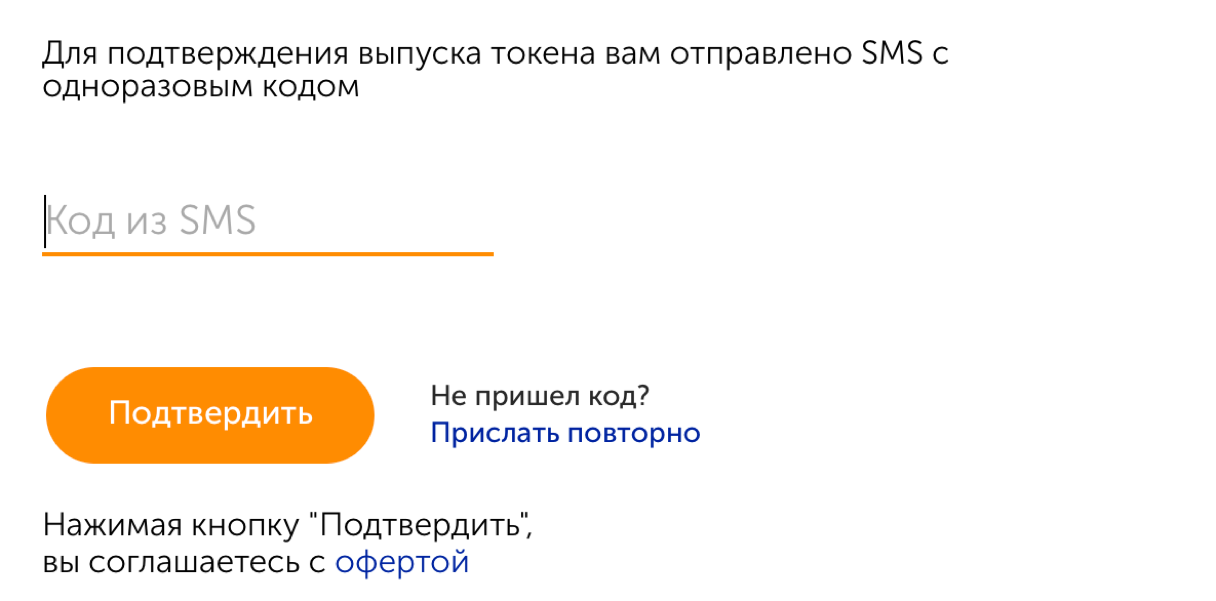 Для подтверждения выпуска токена вам отправлено SMS с
одноразовым кодом
Код из SMS
Подтвердить
Не пришел код?
Прислать повторно
Нажимая кнопку "Подтвердить",
вы соглашаетесь с офертой